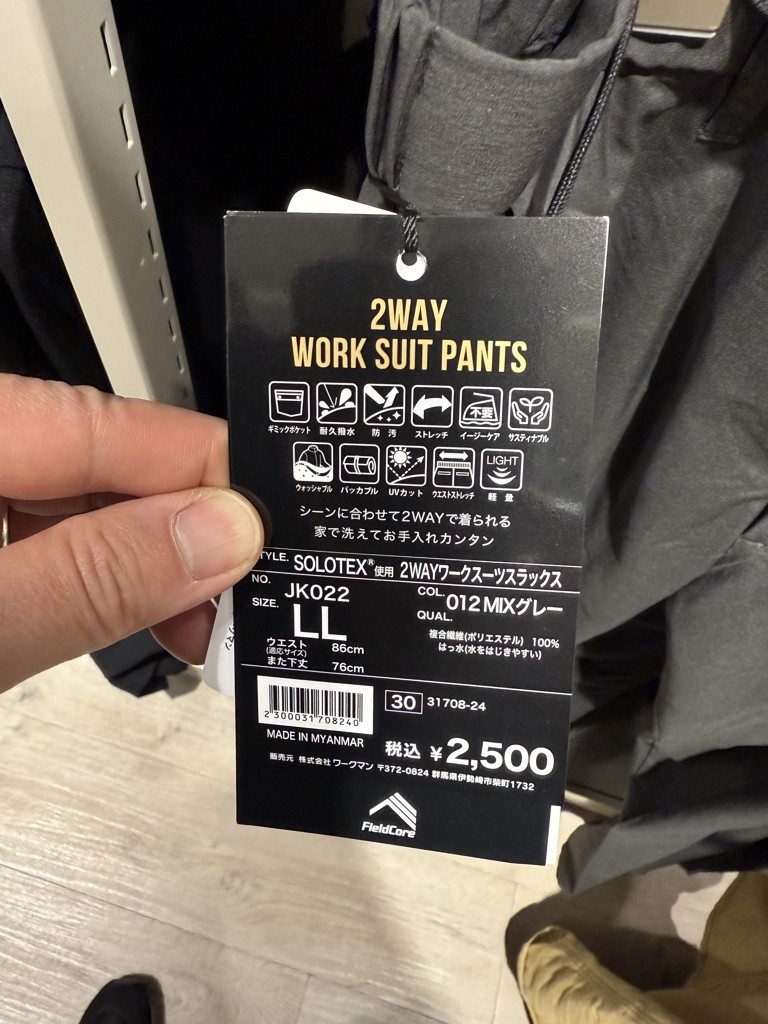 2WAY
WORK SUIT PANTS
ギミックポケット 耐久撥水 防汚 ストレッチ イージーケア サスティナブル
不要
LIGHT
ウォッシャブル パッカブル UVカット ウエストストレッチ 軽量
シーンに合わせて2WAYで着られる
家で洗えてお手入れカンタン
STYLE. SOLOTEX®使用 2WAYワークスーツスラックス
NO. JK022 COL. 012 MIXグレー
SIZE. LL QUAL.
複合繊維(ポリエステル) 100%
はっ水(水をはじきやすい)
ウエスト (適応サイズ) 86cm
また下丈 76cm
30 31708-24
2300031708240
MADE IN MYANMAR
税込 ¥2,500
販売元 株式会社 ワークマン 〒372-0824 群馬県伊勢崎市柴町1732
FieldCore